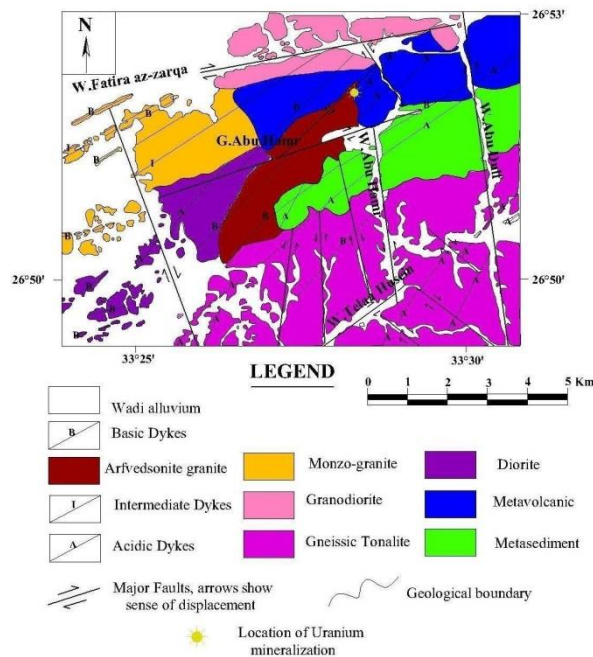 N
26°53'
W.Fatira az-zarqa
G.Abu Hamr
W.Abu Hamr
W.Abu Duff
26°50'
26°50'
33°25
33°30'
LEGEND
0 1 2 3 4 5 Km
Wadi alluvium
B Basic Dykes
Arfvedsonite granite
Monzo-granite
Diorite
I Intermediate Dykes
Granodiorite
Metavolcanic
A Acidic Dykes
Gneissic Tonalite
Metasediment
Major Faults, arrows show
sense of displacement
Geological boundary
Location of Uranium
mineralization